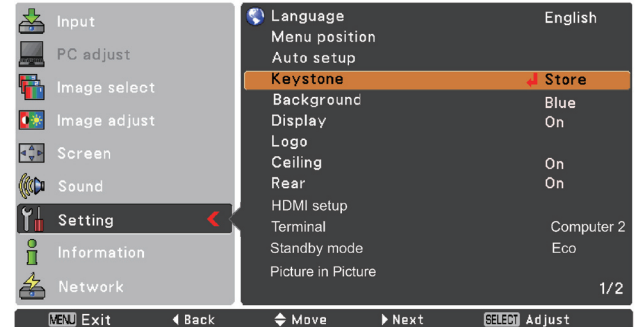 Input
PC adjust
Image select
Image adjust
Screen
Sound
Setting
Information
Network
Language English
Menu position
Auto setup
Keystone Store
Background Blue
Display On
Logo
Ceiling On
Rear On
HDMI setup
Terminal Computer 2
Standby mode Eco
Picture in Picture
1/2
MENU Exit Back Move Next SELECT Adjust